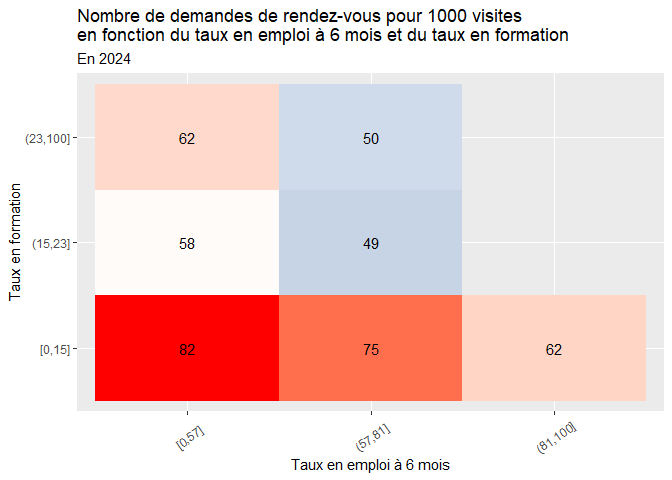 Nombre de demandes de rendez-vous pour 1000 visites
en fonction du taux en emploi à 6 mois et du taux en formation
En 2024
Taux en formation
(23,100]
62
50
(15,23]
58
49
[0,15]
82
75
62
[0,57]
(57,81]
(81,100]
Taux en emploi à 6 mois